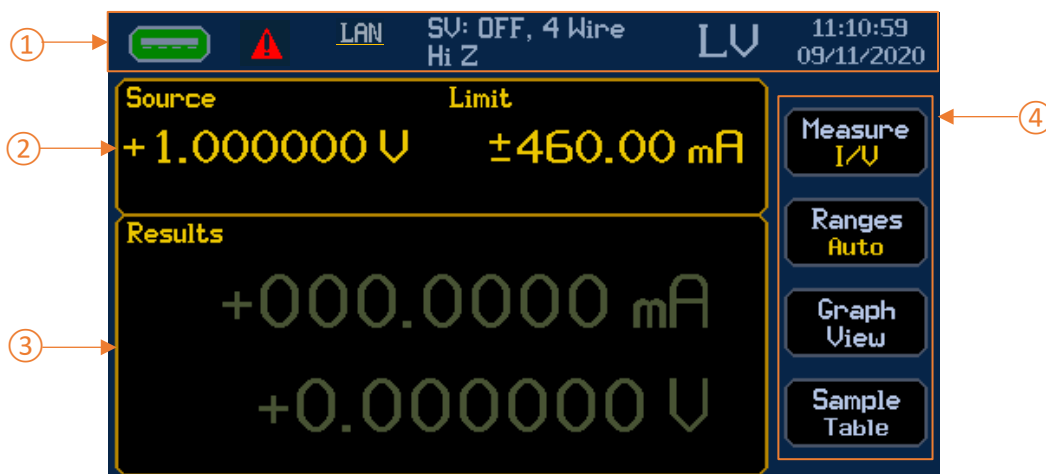 ① LAN SV: OFF, 4 Wire LV 11:10:59
Hi Z 09/11/2020
Source Limit
② +1.000000 V ±460.00 mA
Results
③ +000.0000 mA
+0.000000 V
④
Measure
I/V
Ranges
Auto
Graph
View
Sample
Table